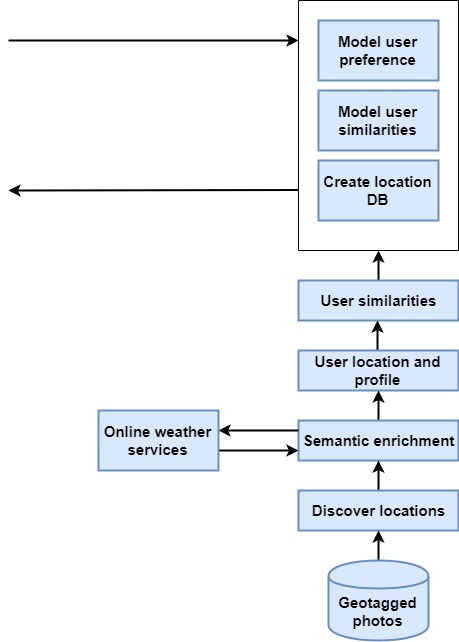 Model user
preference
Model user
similarities
Create location
DB
User similarities
User location and
profile
Online weather
services
Semantic enrichment
Discover locations
Geotagged
photos